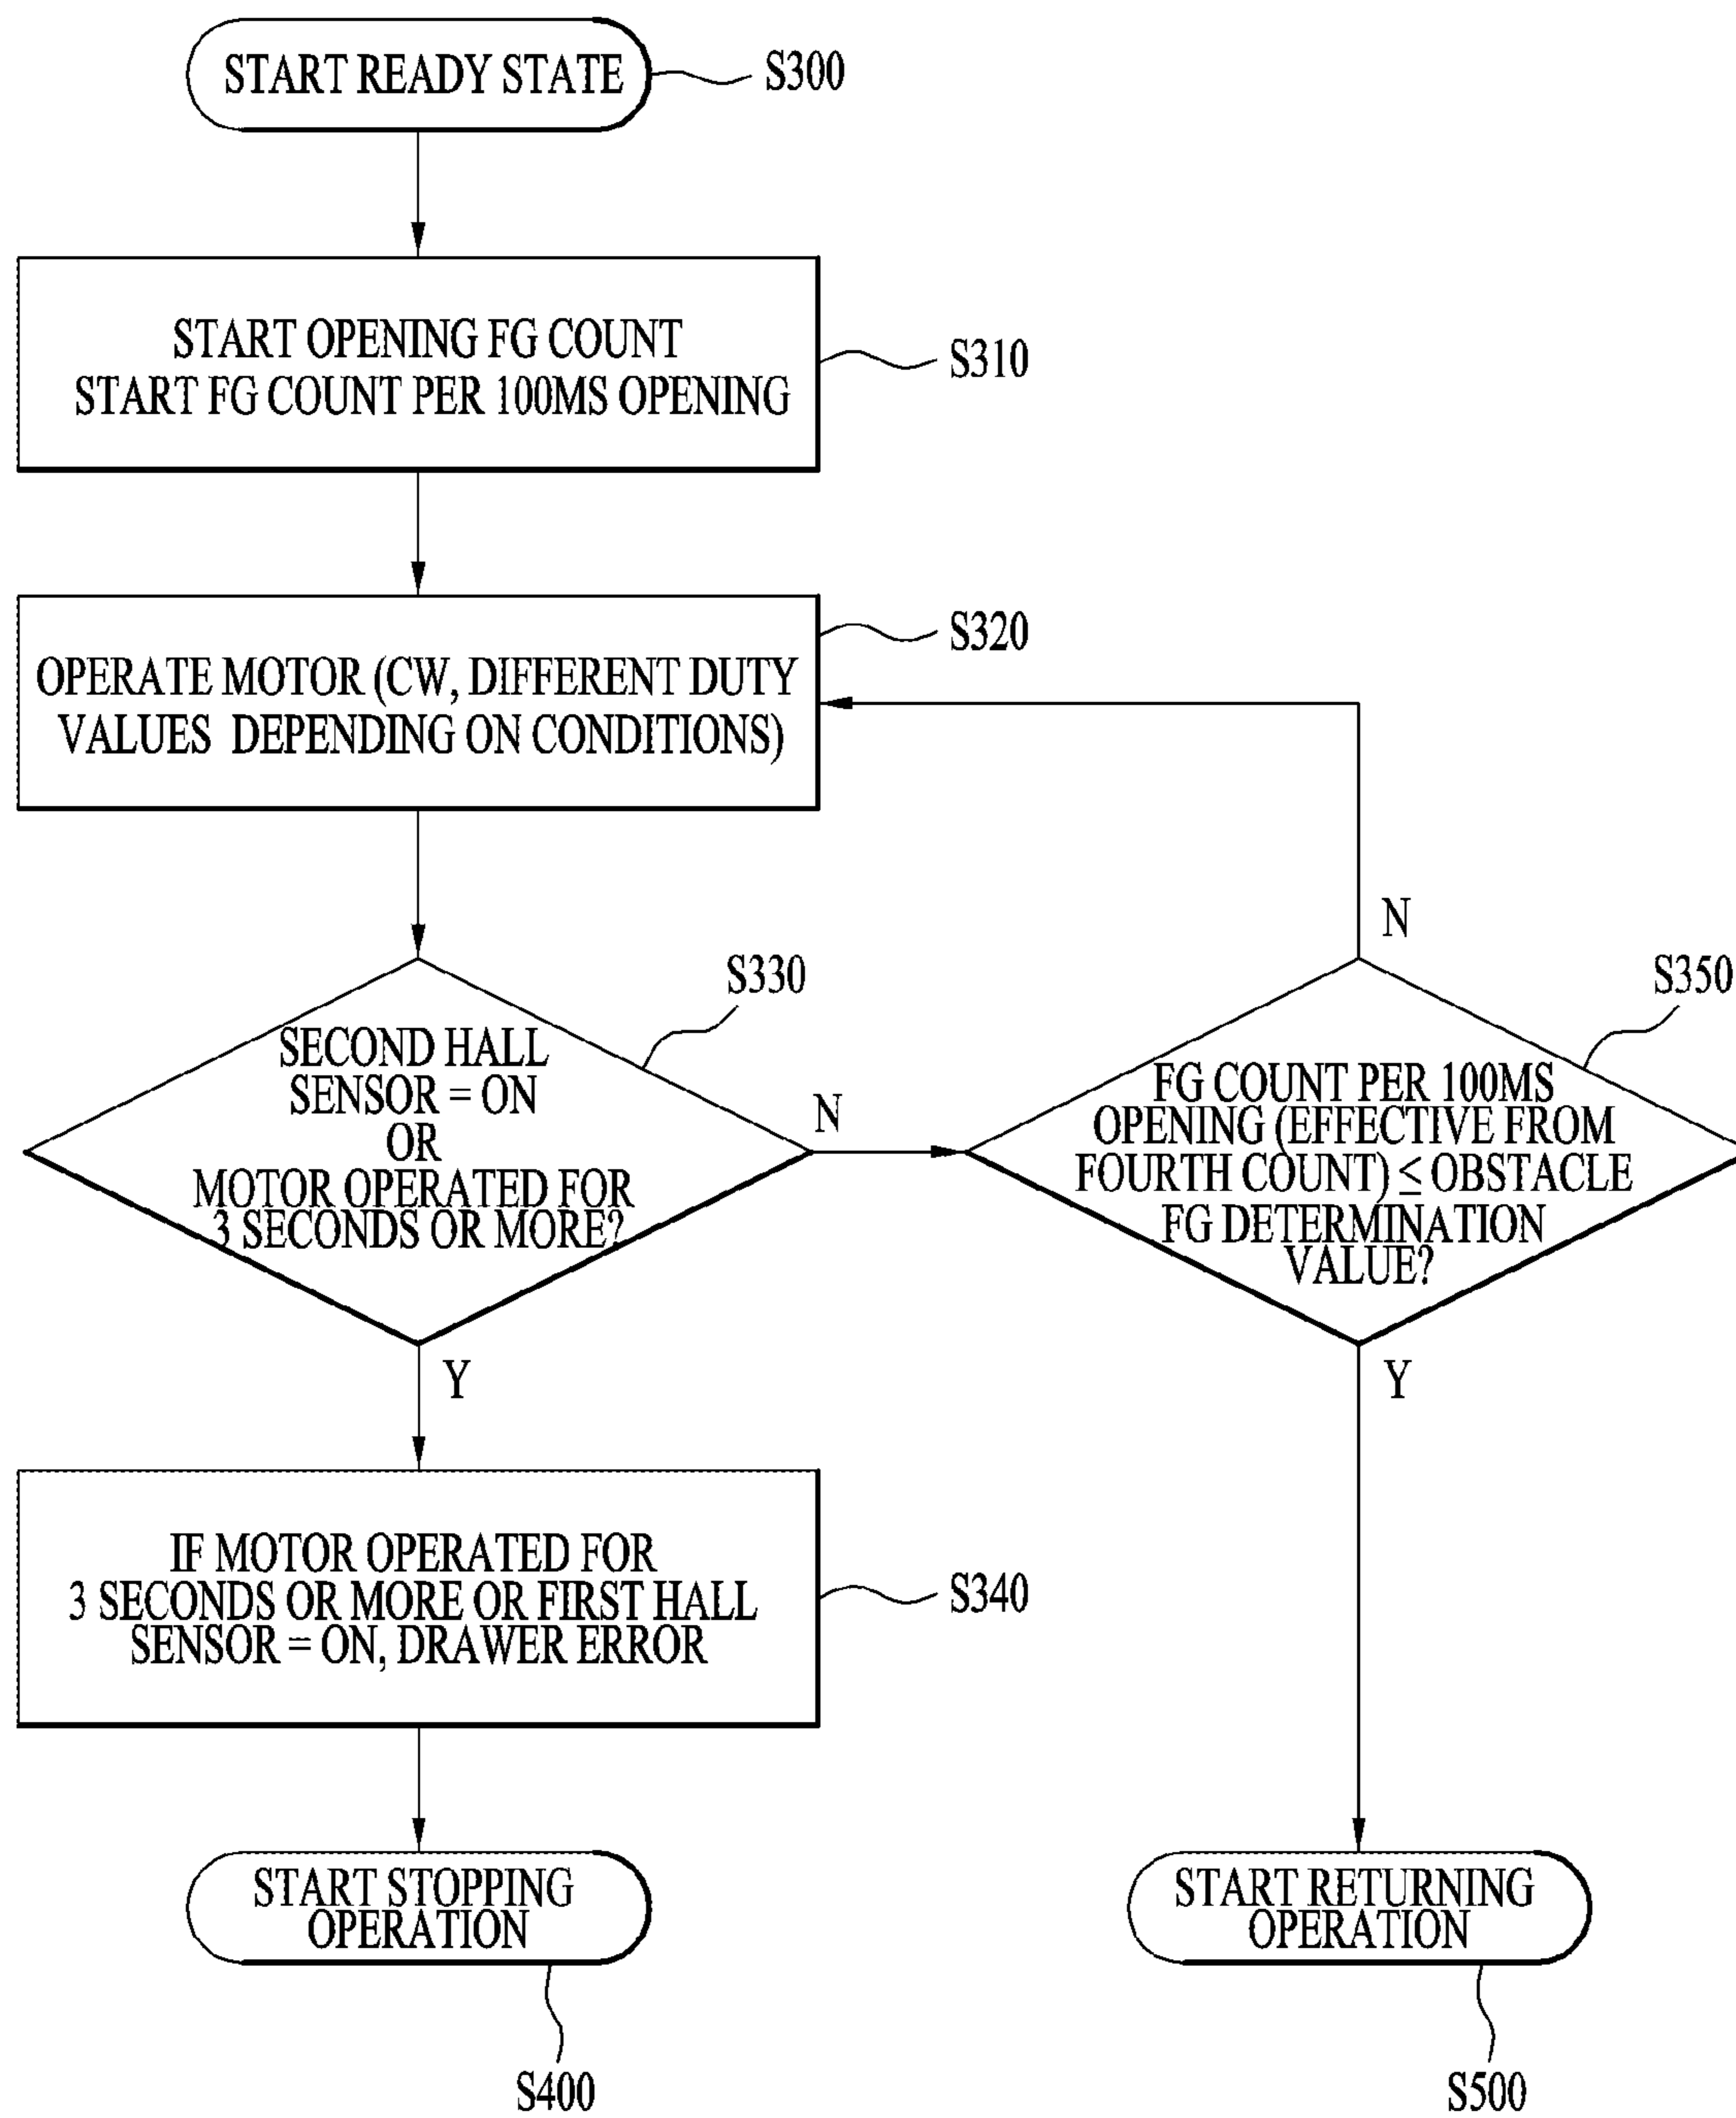 START READY STATE
S300
START OPENING FG COUNT
START FG COUNT PER 100MS OPENING
S310
OPERATE MOTOR (CW, DIFFERENT DUTY
VALUES DEPENDING ON CONDITIONS)
S320
SECOND HALL
SENSOR = ON
OR
MOTOR OPERATED FOR
3 SECONDS OR MORE?
S330
N
Y
FG COUNT PER 100MS
OPENING (EFFECTIVE FROM
FOURTH COUNT) ≤ OBSTACLE
FG DETERMINATION
VALUE?
S350
N
Y
IF MOTOR OPERATED FOR
3 SECONDS OR MORE OR FIRST HALL
SENSOR = ON, DRAWER ERROR
S340
START STOPPING
OPERATION
S400
START RETURNING
OPERATION
S500